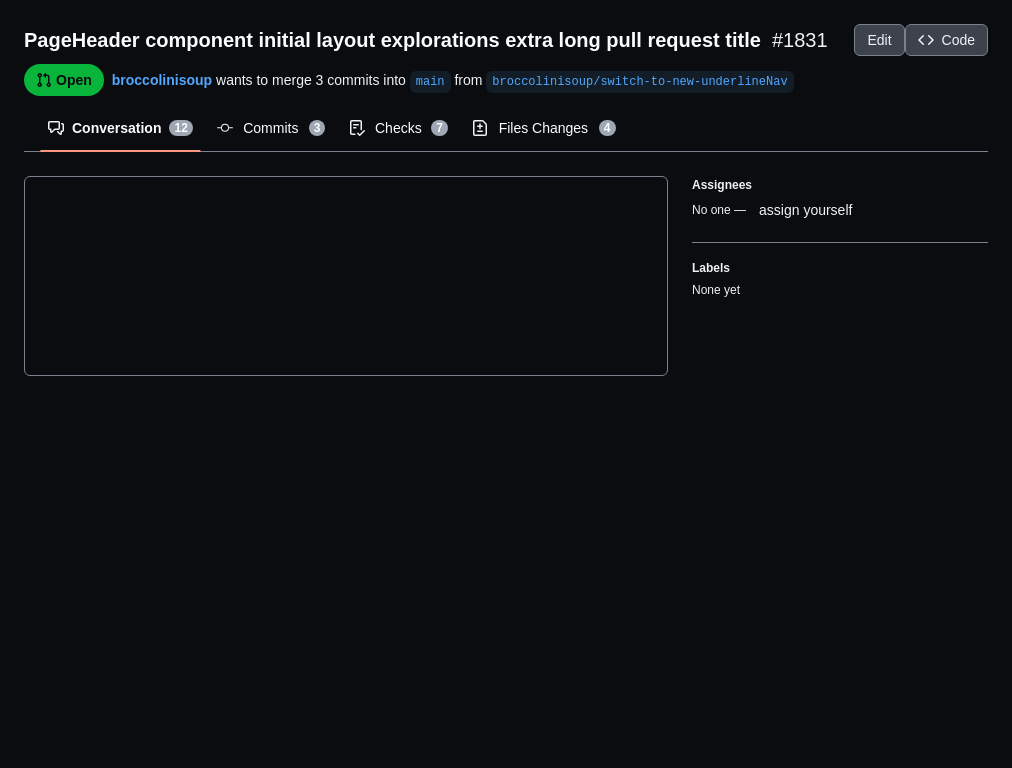 PageHeader component initial layout explorations extra long pull request title #1831
Edit
Code
Open
broccolinisoup wants to merge 3 commits into main from broccolinisoup/switch-to-new-underlineNav
Conversation 12
Commits 3
Checks 7
Files Changes 4
Assignees
No one — assign yourself
Labels
None yet